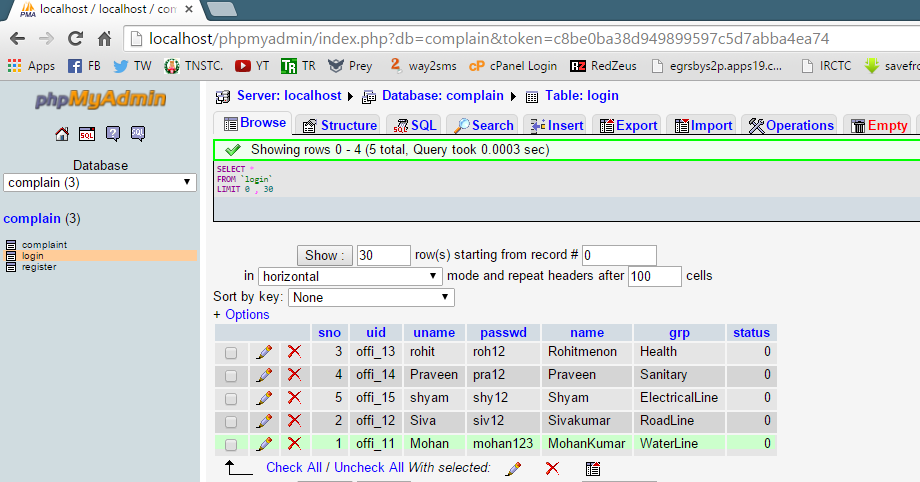 localhost / localhost / com
PMA
localhost/phpmyadmin/index.php?db=complain&token=c8be0ba38d949899597c5d7abba4ea74
Apps FB TW TNSTC. YT TR TR Prey 2 way2sms cP cPanel Login RZ RedZeus egrsbys2p.apps19.c... IRCTC savefro
phpMyAdmin
SQL
Database
complain (3)
complain (3)
complaint
login
register
Server: localhost Database: complain Table: login
Browse Structure SQL Search Insert Export Import Operations Empty
Showing rows 0 - 4 (5 total, Query took 0.0003 sec)
SELECT *
FROM `login`
LIMIT 0 , 30
Show : 30 row(s) starting from record # 0
in horizontal mode and repeat headers after 100 cells
Sort by key: None
+ Options
sno uid uname passwd name grp status
3 offi_13 rohit roh12 Rohitmenon Health 0
4 offi_14 Praveen pra12 Praveen Sanitary 0
5 offi_15 shyam shy12 Shyam ElectricalLine 0
2 offi_12 Siva siv12 Sivakumar RoadLine 0
1 offi_11 Mohan mohan123 MohanKumar WaterLine 0
Check All / Uncheck All With selected: